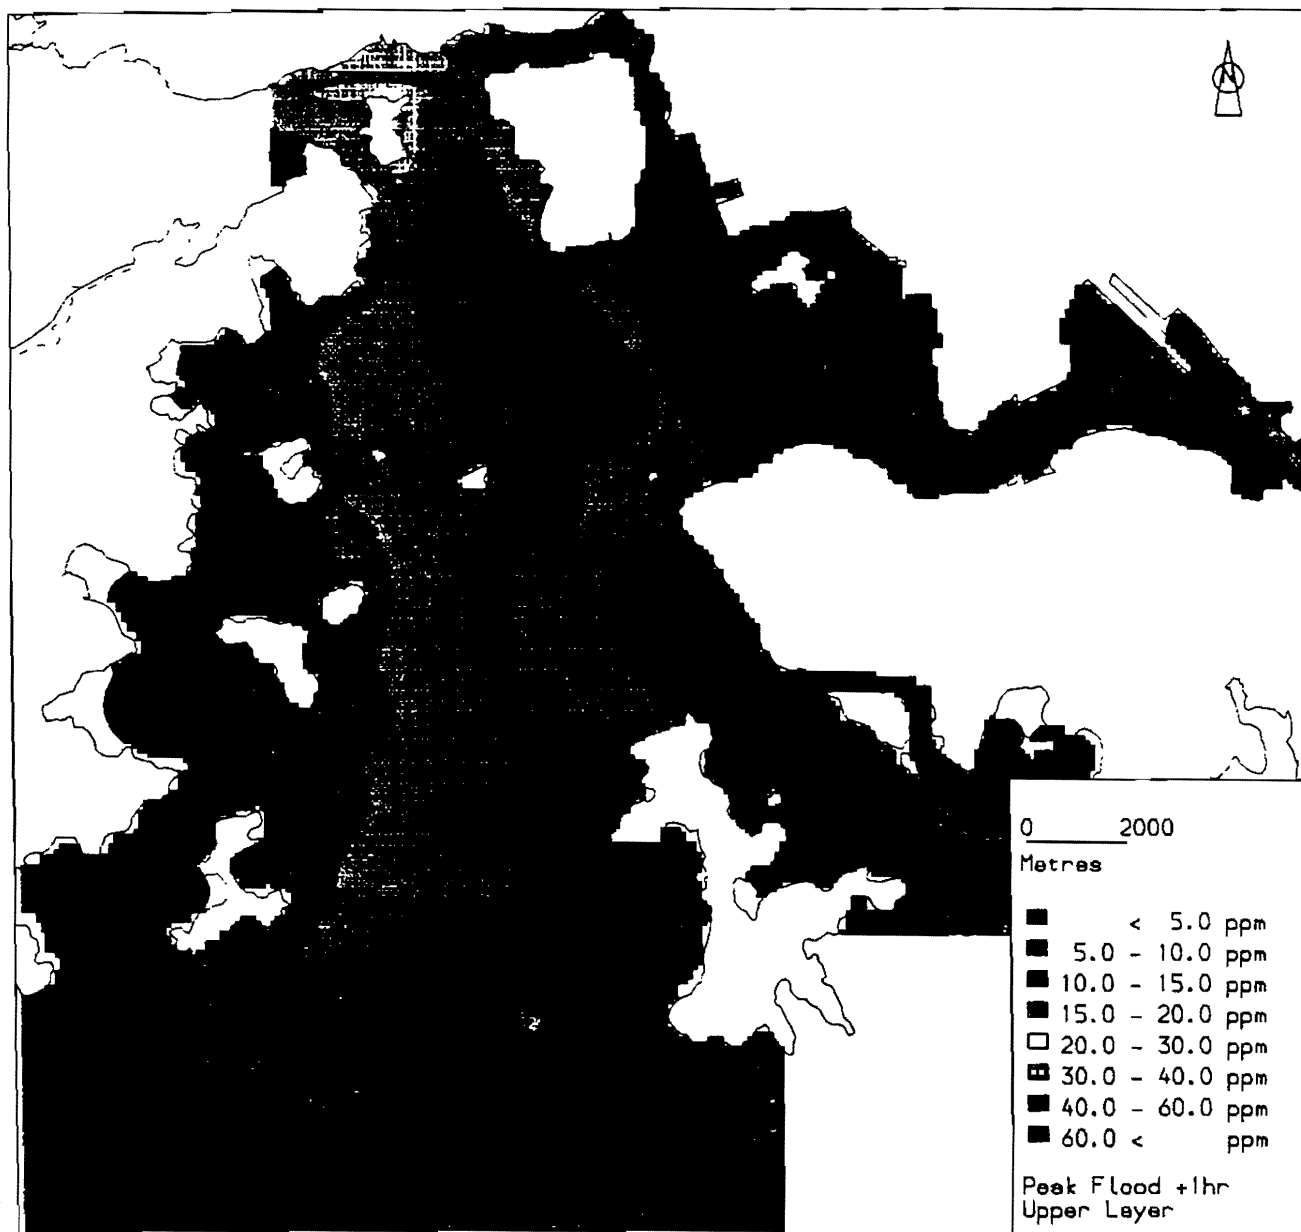 N
0 2000
Metres
< 5.0 ppm
5.0 - 10.0 ppm
10.0 - 15.0 ppm
15.0 - 20.0 ppm
20.0 - 30.0 ppm
30.0 - 40.0 ppm
40.0 - 60.0 ppm
60.0 < ppm
Peak Flood +1hr
Upper Layer